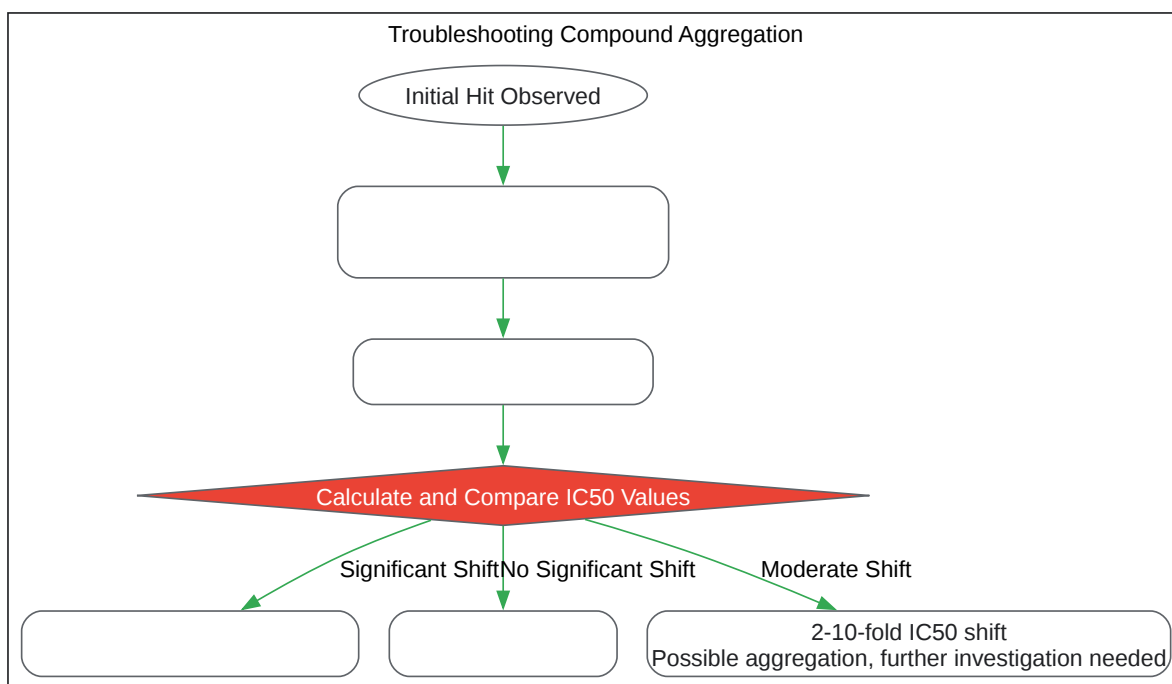 Troubleshooting Compound Aggregation
Initial Hit Observed
Calculate and Compare IC50 Values
Significant Shift
No Significant Shift
Moderate Shift
2-10-fold IC50 shift
Possible aggregation, further investigation needed